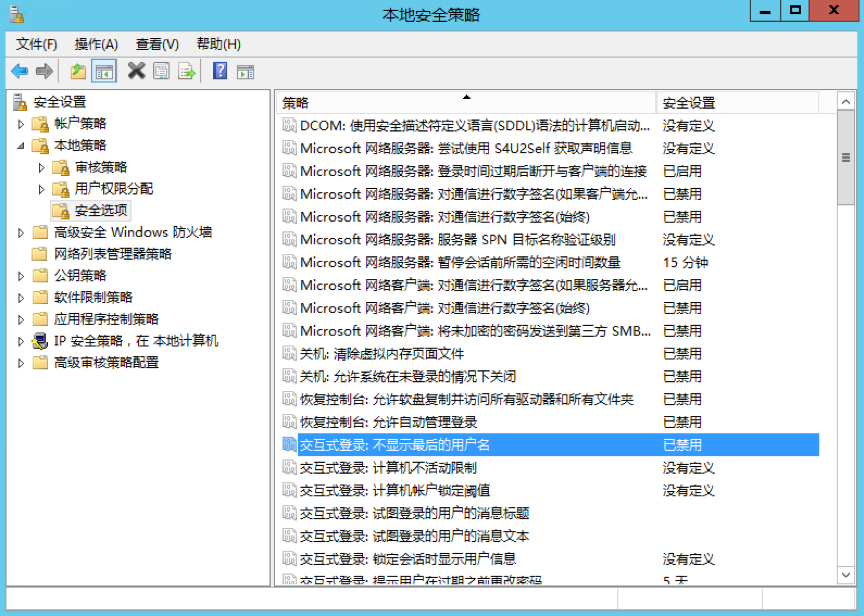 本地安全策略
文件(F) 操作(A) 查看(V) 帮助(H)
安全设置
帐户策略
本地策略
审核策略
用户权限分配
安全选项
高级安全 Windows 防火墙
网络列表管理器策略
公钥策略
软件限制策略
应用程序控制策略
IP 安全策略，在 本地计算机
高级审核策略配置
策略 安全设置
DCOM: 使用安全描述符定义语言(SDDL)语法的计算机启动... 没有定义
Microsoft 网络服务器: 尝试使用 S4U2Self 获取声明信息 没有定义
Microsoft 网络服务器: 登录时间过期后断开与客户端的连接 已启用
Microsoft 网络服务器: 对通信进行数字签名(如果客户端允... 已禁用
Microsoft 网络服务器: 对通信进行数字签名(始终) 已禁用
Microsoft 网络服务器: 服务器 SPN 目标名称验证级别 没有定义
Microsoft 网络服务器: 暂停会话前所需的空闲时间数量 15 分钟
Microsoft 网络客户端: 对通信进行数字签名(如果服务器允... 已启用
Microsoft 网络客户端: 对通信进行数字签名(始终) 已禁用
Microsoft 网络客户端: 将未加密的密码发送到第三方 SMB... 已禁用
关机: 清除虚拟内存页面文件 已禁用
关机: 允许系统在未登录的情况下关闭 已禁用
恢复控制台: 允许软盘复制并访问所有驱动器和所有文件夹 已禁用
恢复控制台: 允许自动管理登录 已禁用
交互式登录: 不显示最后的用户名 已禁用
交互式登录: 计算机不活动限制 没有定义
交互式登录: 计算机帐户锁定阈值 没有定义
交互式登录: 试图登录的用户的消息标题
交互式登录: 试图登录的用户的消息文本
交互式登录: 锁定会话时显示用户信息 没有定义
交互式登录: 提示用户在过期之前更改密码 5 天